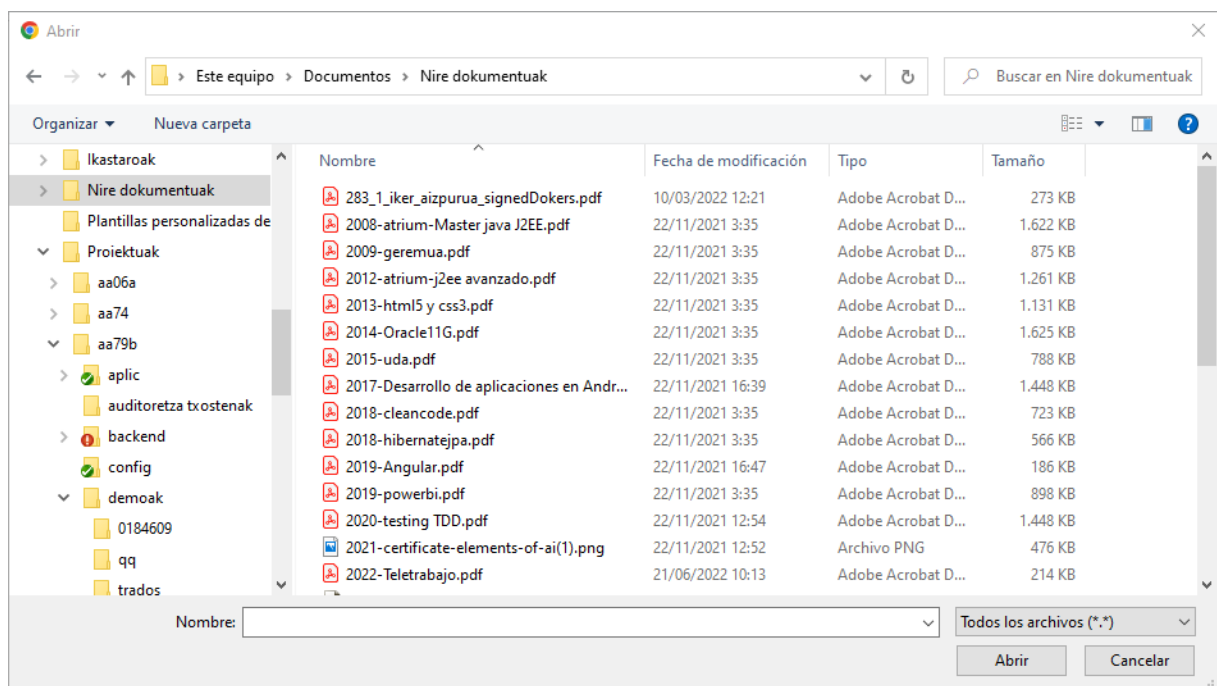 Abrir
Este equipo > Documentos > Nire dokumentuak
Buscar en Nire dokumentuak
Organizar Nueva carpeta
Ikastaroak
Nire dokumentuak
Plantillas personalizadas de
Proiektuak
aa06a
aa74
aa79b
aplic
auditoretza txostenak
backend
config
demoak
0184609
qq
trados
Nombre Fecha de modificación Tipo Tamaño
283_1_iker_aizpurua_signedDokers.pdf 10/03/2022 12:21 Adobe Acrobat D... 273 KB
2008-atrium-Master java J2EE.pdf 22/11/2021 3:35 Adobe Acrobat D... 1.622 KB
2009-geremua.pdf 22/11/2021 3:35 Adobe Acrobat D... 875 KB
2012-atrium-j2ee avanzado.pdf 22/11/2021 3:35 Adobe Acrobat D... 1.261 KB
2013-html5 y css3.pdf 22/11/2021 3:35 Adobe Acrobat D... 1.131 KB
2014-Oracle11G.pdf 22/11/2021 3:35 Adobe Acrobat D... 1.625 KB
2015-uda.pdf 22/11/2021 3:35 Adobe Acrobat D... 788 KB
2017-Desarrollo de aplicaciones en Andr... 22/11/2021 16:39 Adobe Acrobat D... 1.448 KB
2018-cleancode.pdf 22/11/2021 3:35 Adobe Acrobat D... 723 KB
2018-hibernatejpa.pdf 22/11/2021 3:35 Adobe Acrobat D... 566 KB
2019-Angular.pdf 22/11/2021 16:47 Adobe Acrobat D... 186 KB
2019-powerbi.pdf 22/11/2021 3:35 Adobe Acrobat D... 898 KB
2020-testing TDD.pdf 22/11/2021 12:54 Adobe Acrobat D... 1.448 KB
2021-certificate-elements-of-ai(1).png 22/11/2021 12:52 Archivo PNG 476 KB
2022-Teletrabajo.pdf 21/06/2022 10:13 Adobe Acrobat D... 214 KB
Nombre: Todos los archivos (*.*)
Abrir Cancelar